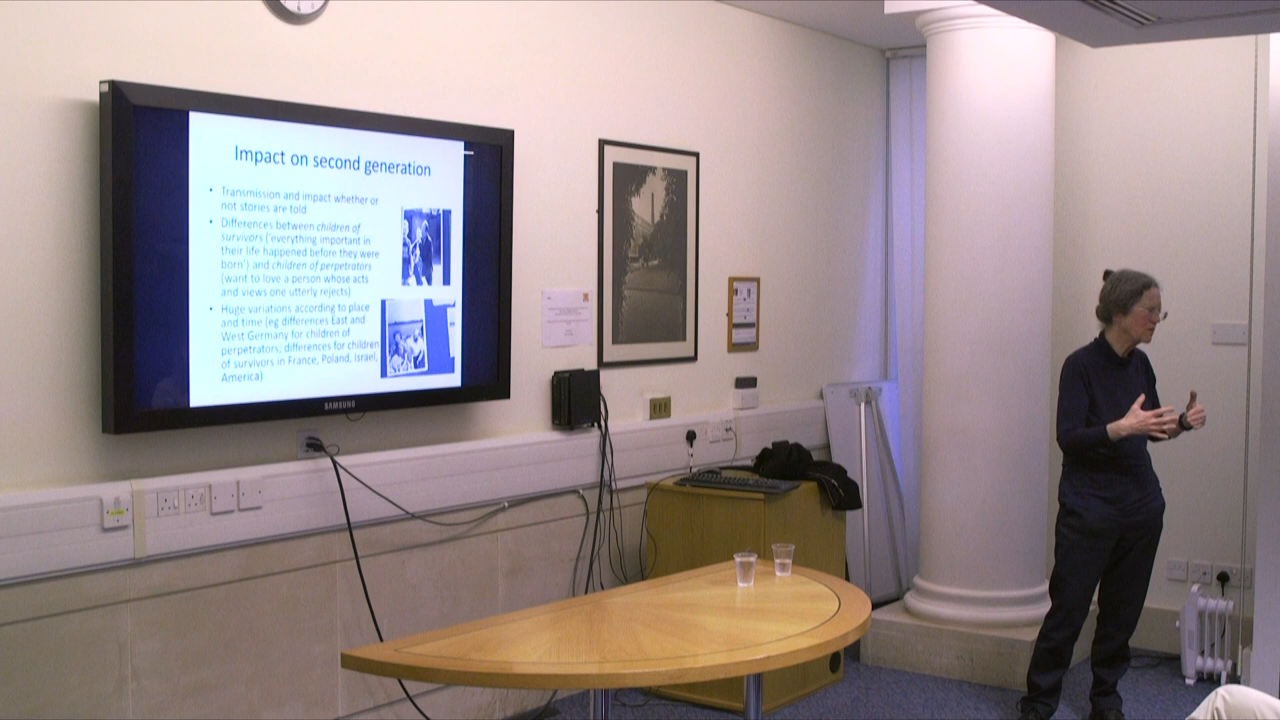 Impact on second generation
• Transmission and impact whether or
not stories are told
• Differences between children of
survivors ('everything important in
their life happened before they were
born') and children of perpetrators
(want to love a person whose acts
and views one utterly rejects)
• Huge variations according to place
and time (eg differences East and
West Germany for children of
perpetrators; differences for children
of survivors in France, Poland, Israel,
America)
SAMSUNG